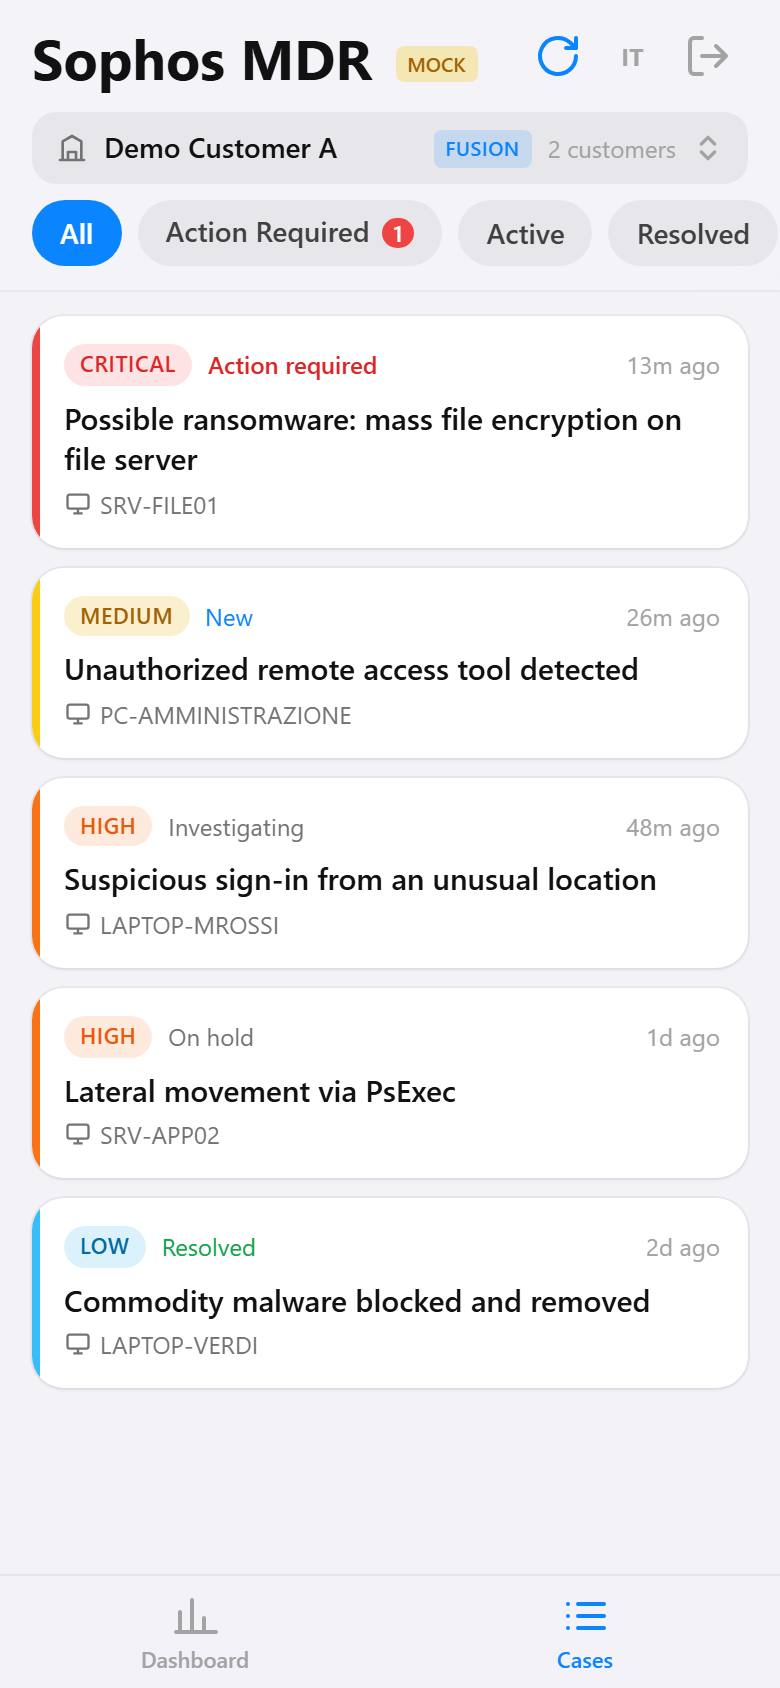 Sophos MDR MOCK IT
Demo Customer A FUSION 2 customers
All Action Required 1 Active Resolved
CRITICAL Action required 13m ago
Possible ransomware: mass file encryption on
file server
SRV-FILE01
MEDIUM New 26m ago
Unauthorized remote access tool detected
PC-AMMINISTRAZIONE
HIGH Investigating 48m ago
Suspicious sign-in from an unusual location
LAPTOP-MROSSI
HIGH On hold 1d ago
Lateral movement via PsExec
SRV-APP02
LOW Resolved 2d ago
Commodity malware blocked and removed
LAPTOP-VERDI
Dashboard Cases